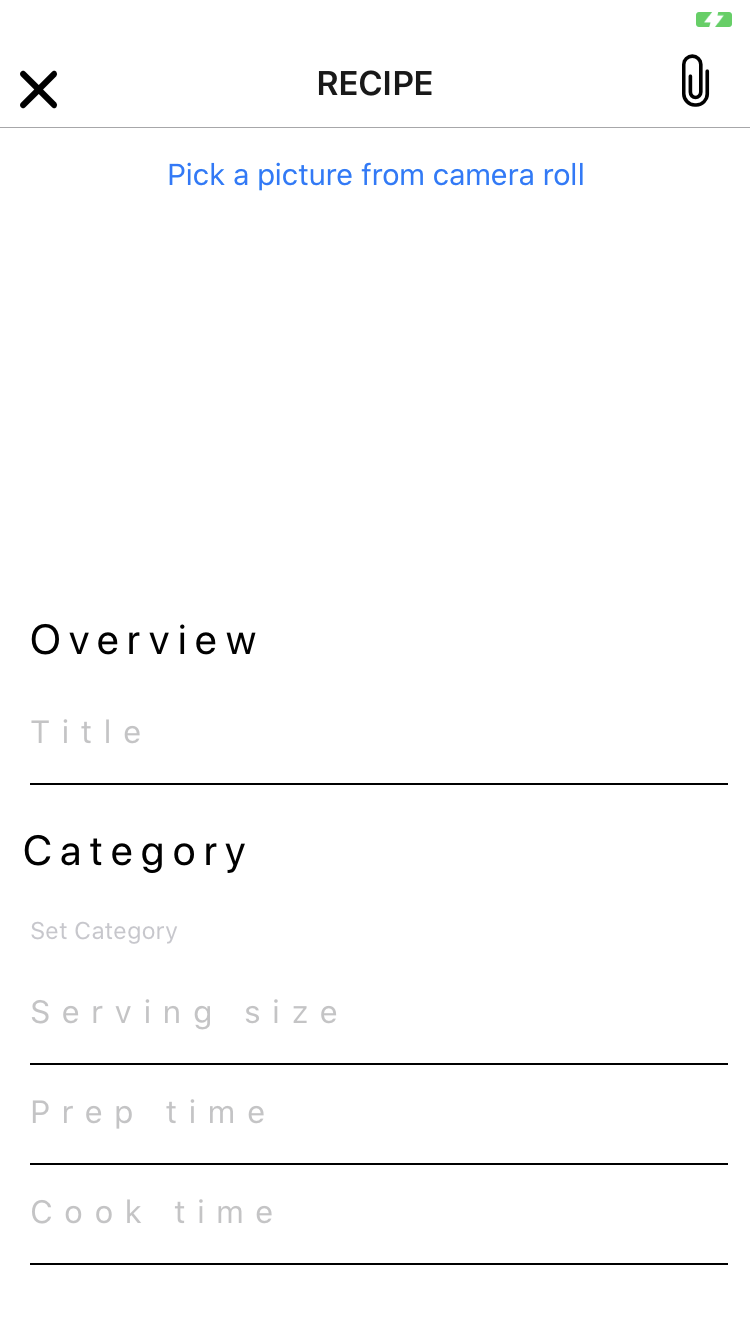 RECIPE
Pick a picture from camera roll
Overview
Title
Category
Set Category
Serving size
Prep time
Cook time